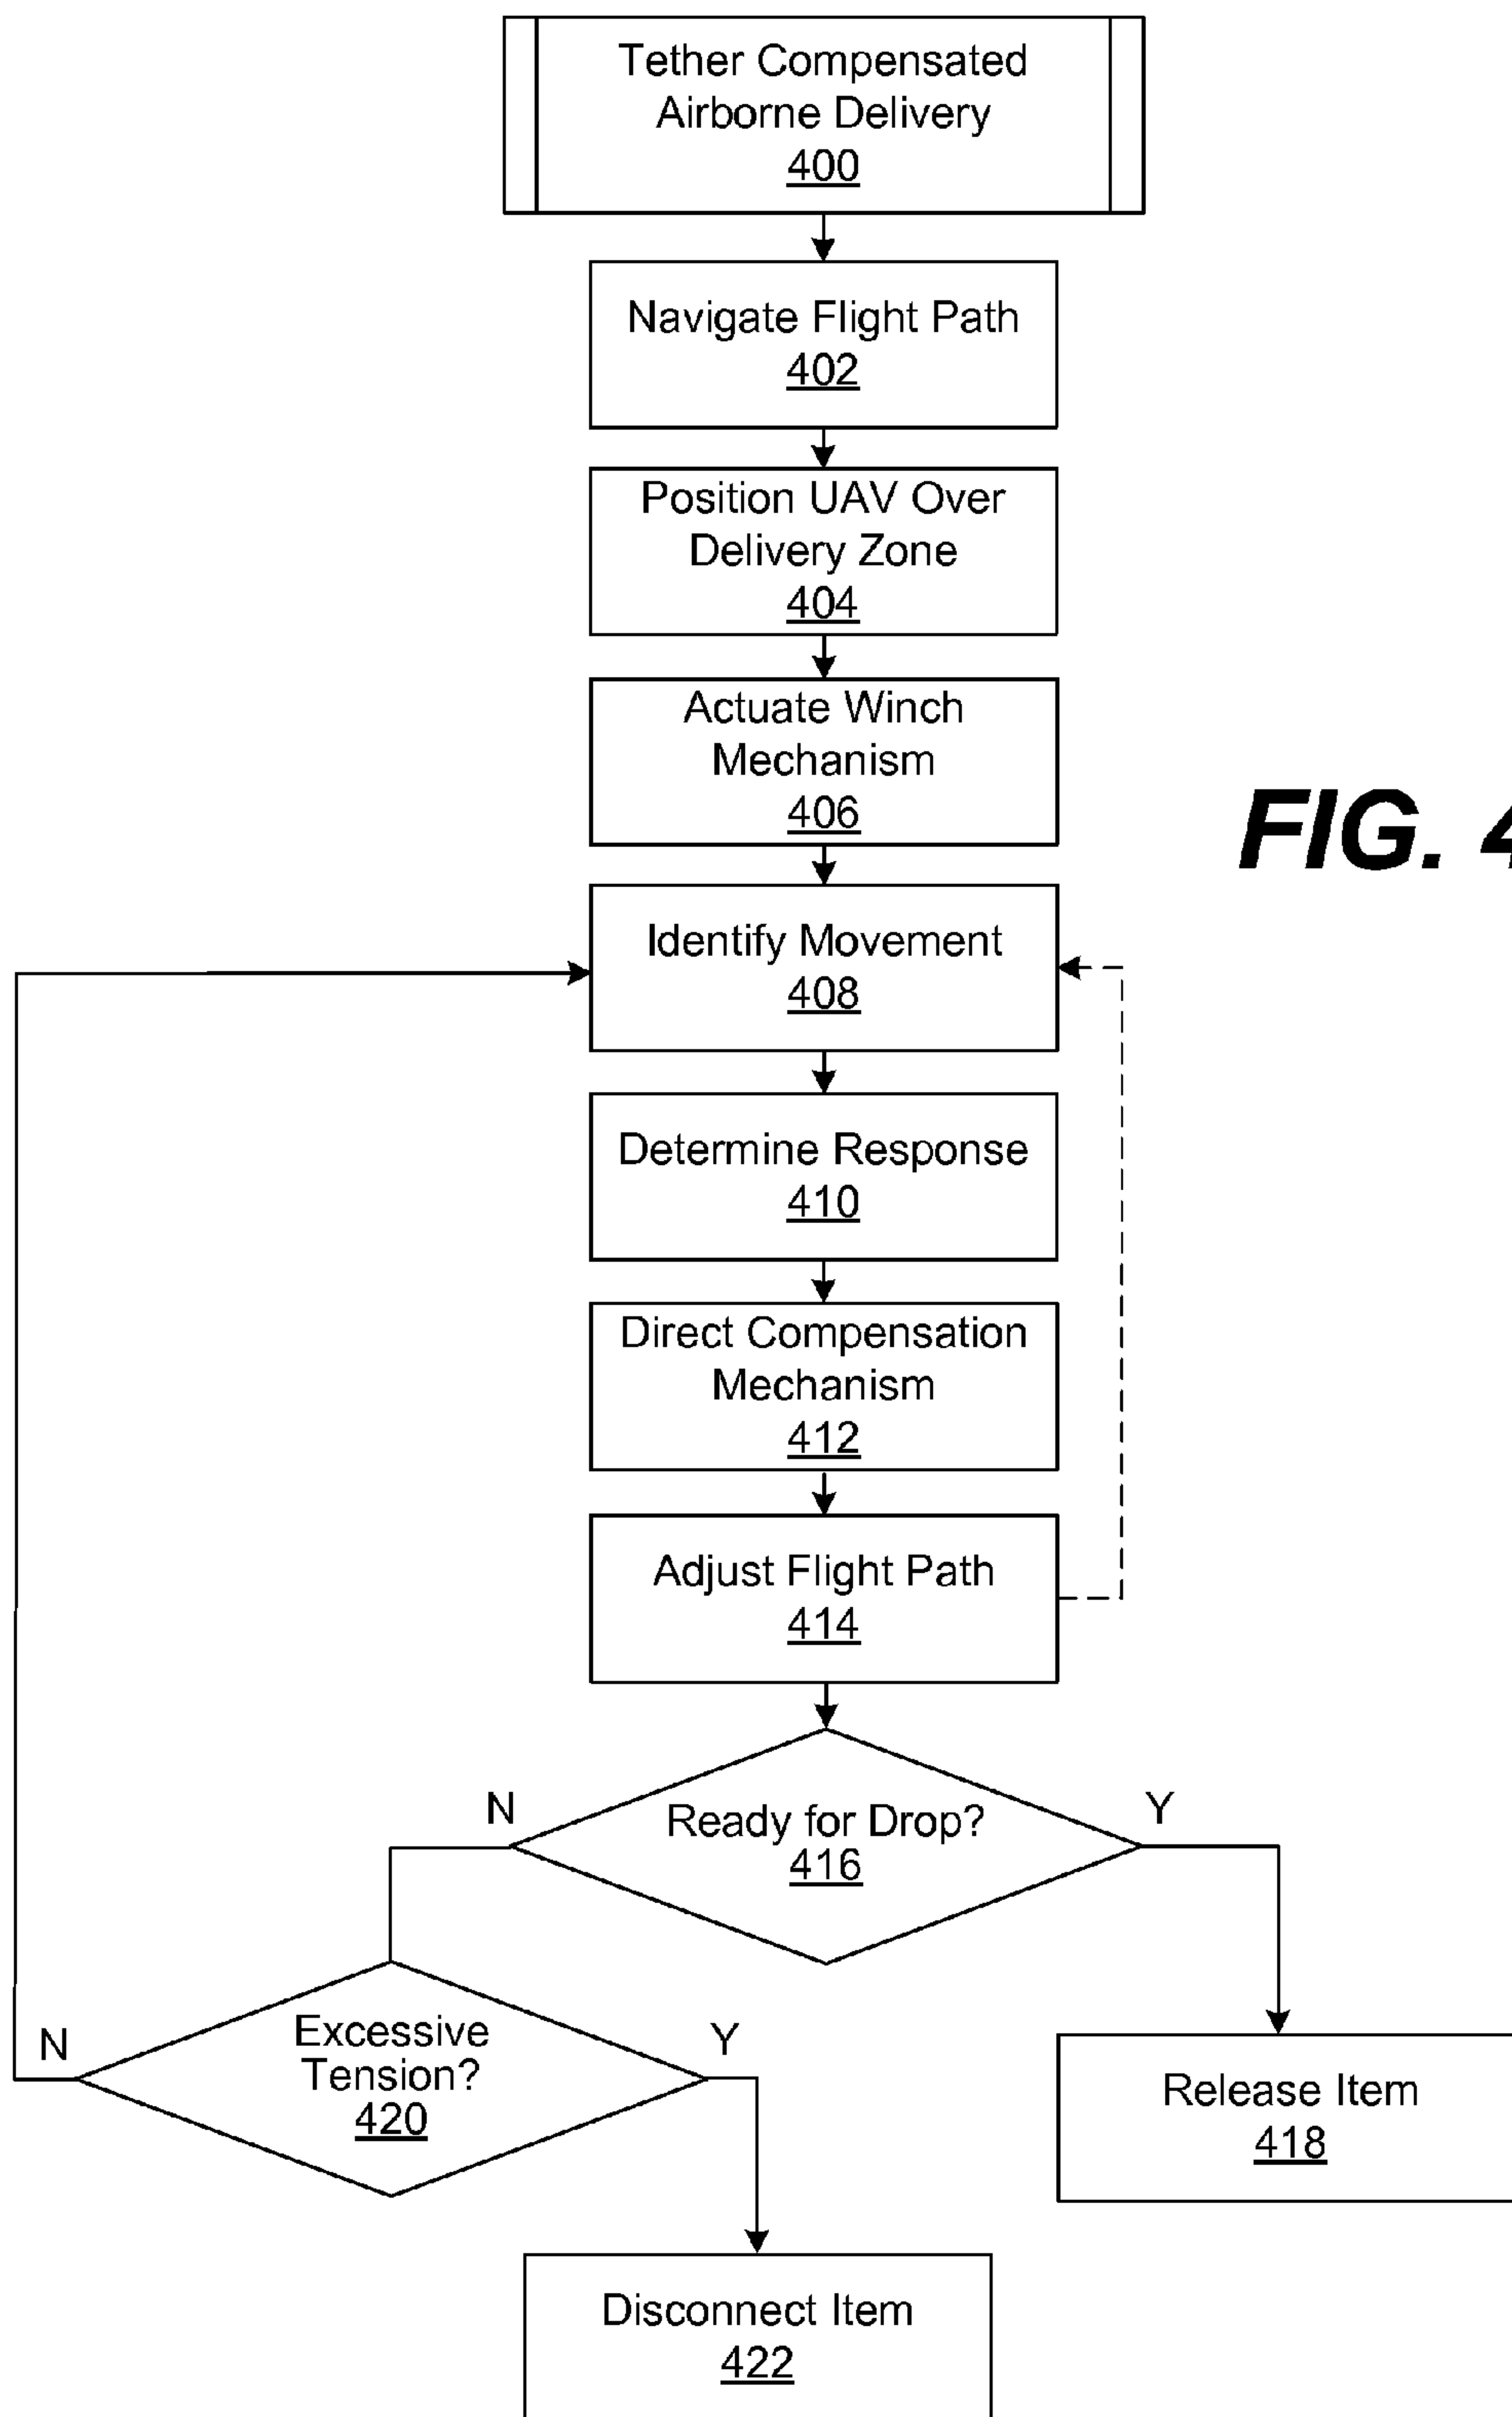 Tether Compensated
Airborne Delivery
400
Navigate Flight Path
402
Position UAV Over
Delivery Zone
404
Actuate Winch
Mechanism
406
FIG. 4
Identify Movement
408
Determine Response
410
Direct Compensation
Mechanism
412
Adjust Flight Path
414
N
Y
Ready for Drop?
416
N
Y
Excessive
Tension?
420
Release Item
418
Disconnect Item
422